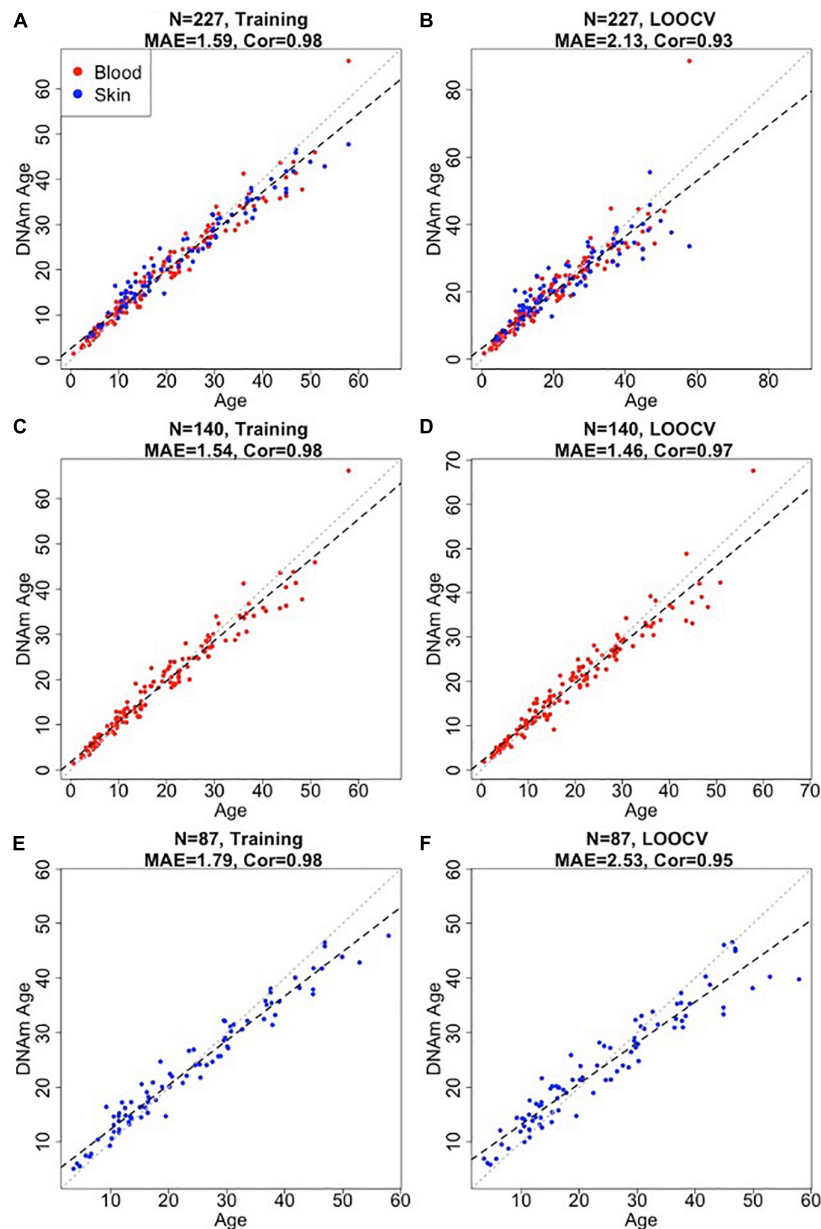 A
N=227, Training
MAE=1.59, Cor=0.98
Blood
Skin
DNAm Age
0
10
20
30
40
50
60
0 10 20 30 40 50 60
Age
B
N=227, LOOCV
MAE=2.13, Cor=0.93
DNAm Age
0
20
40
60
80
0 20 40 60 80
Age
C
N=140, Training
MAE=1.54, Cor=0.98
DNAm Age
0
10
20
30
40
50
60
0 10 20 30 40 50 60
Age
D
N=140, LOOCV
MAE=1.46, Cor=0.97
DNAm Age
0
10
20
30
40
50
60
70
0 10 20 30 40 50 60 70
Age
E
N=87, Training
MAE=1.79, Cor=0.98
DNAm Age
10
20
30
40
50
60
10 20 30 40 50 60
Age
F
N=87, LOOCV
MAE=2.53, Cor=0.95
DNAm Age
10
20
30
40
50
60
10 20 30 40 50 60
Age